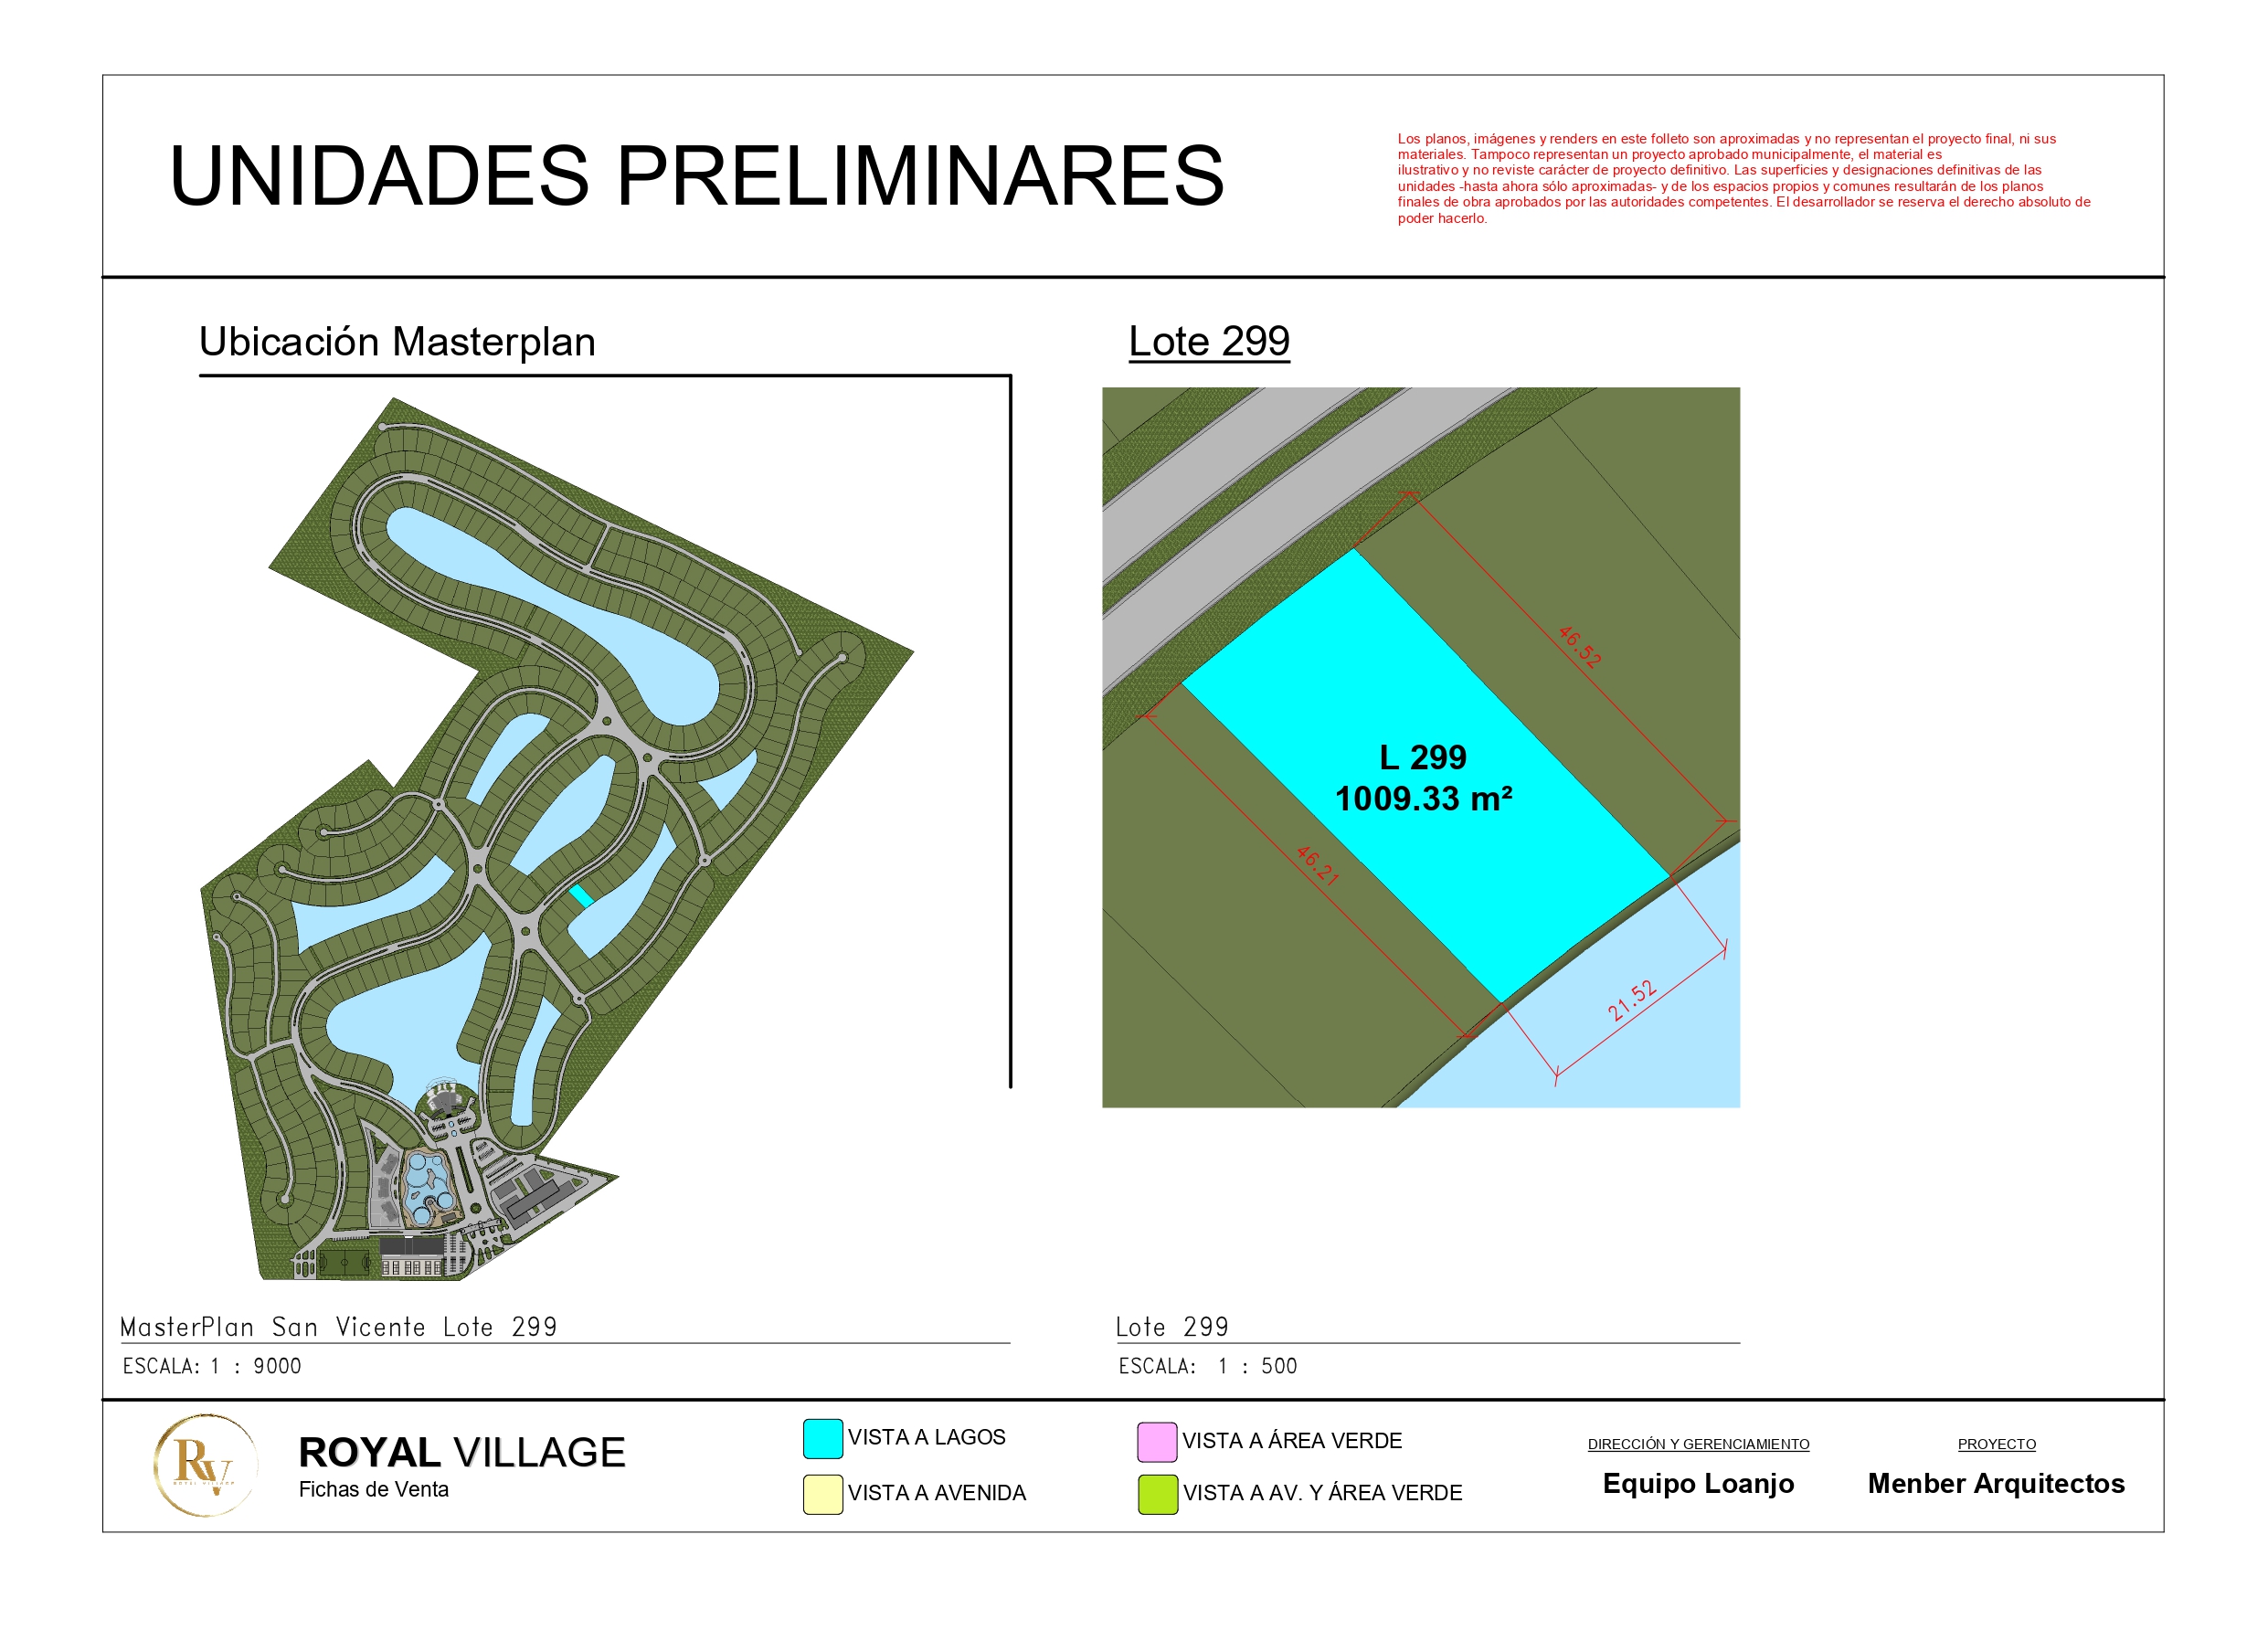 UNIDADES PRELIMINARES
Los planos, imágenes y renders en este folleto son aproximadas y no representan el proyecto final, ni sus
materiales. Tampoco representan un proyecto aprobado municipalmente, el material es
ilustrativo y no reviste carácter de proyecto definitivo. Las superficies y designaciones definitivas de las
unidades -hasta ahora sólo aproximadas- y de los espacios propios y comunes resultarán de los planos
finales de obra aprobados por las autoridades competentes. El desarrollador se reserva el derecho absoluto de
poder hacerlo.
Ubicación Masterplan
Lote 299
46.52
L 299
1009.33 m²
46.21
21.52
MasterPlan San Vicente Lote 299
ESCALA: 1 : 9000
Lote 299
ESCALA: 1 : 500
RV
ROYAL VILLAGE
ROYAL VILLAGE
Fichas de Venta
VISTA A LAGOS
VISTA A AVENIDA
VISTA A ÁREA VERDE
VISTA A AV. Y ÁREA VERDE
DIRECCIÓN Y GERENCIAMIENTO
Equipo Loanjo
PROYECTO
Menber Arquitectos